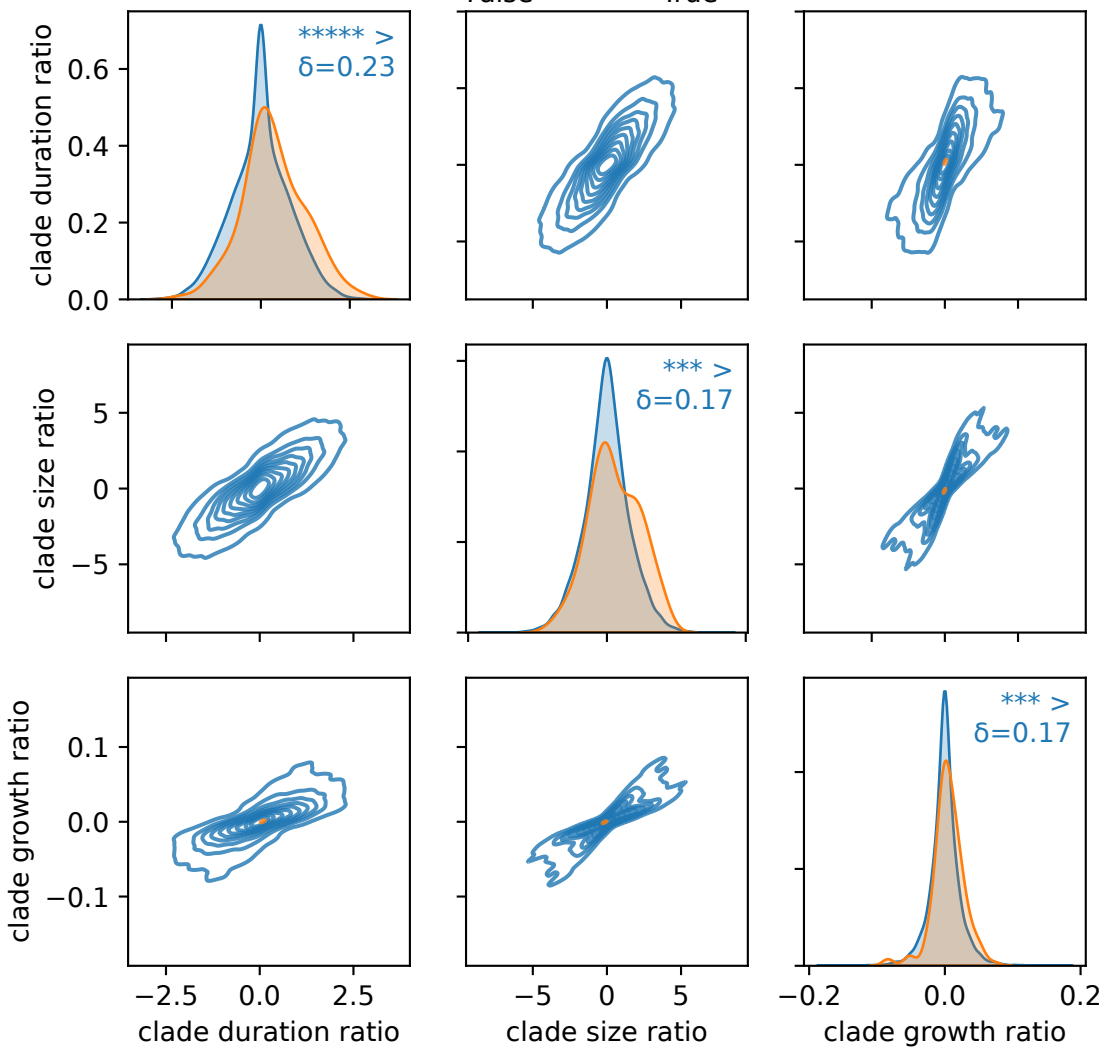 clade duration ratio
0.6
0.4
0.2
0.0
***** >
δ=0.23
clade size ratio
5
0
−5
*** >
δ=0.17
clade growth ratio
0.1
0.0
−0.1
*** >
δ=0.17
−2.5 0.0 2.5
−5 0 5
−0.2 0.0 0.2
clade duration ratio
clade size ratio
clade growth ratio